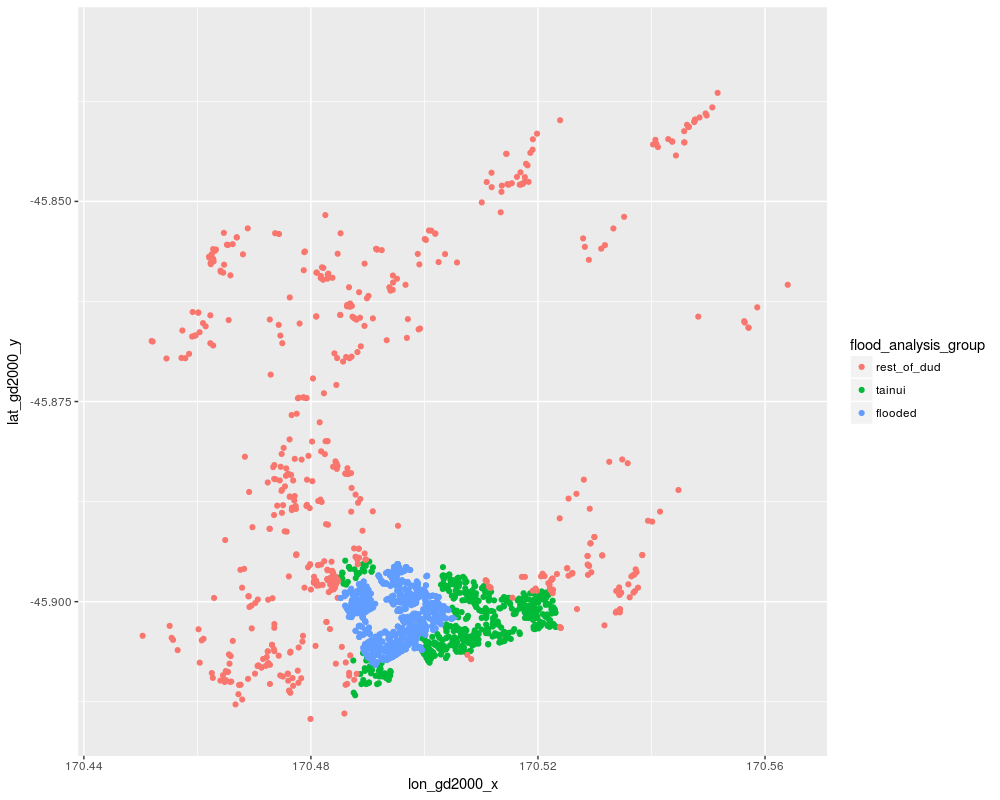 lat_gd2000_y
-45.850
-45.875
-45.900
170.44
170.48
170.52
170.56
lon_gd2000_x
flood_analysis_group
rest_of_dud
tainui
flooded